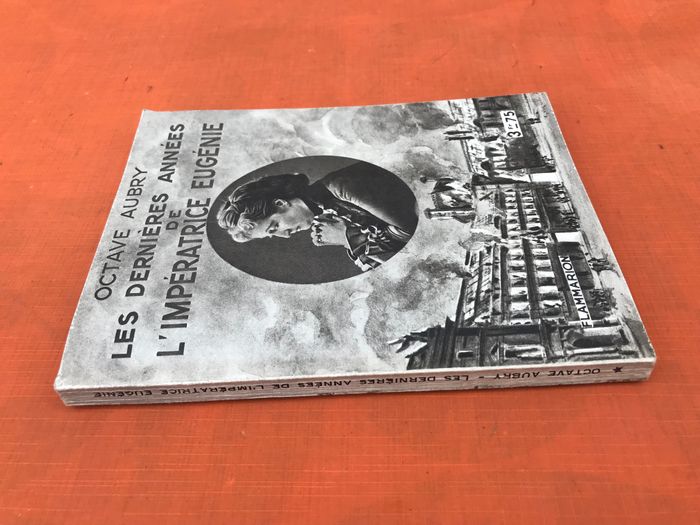 OCTAVE AUBRY
LES DERNIÈRES ANNÉES
DE
L'IMPÉRATRICE EUGÉNIE
3 fr. 75
FLAMMARION
★ OCTAVE AUBRY - LES DERNIÈRES ANNÉES DE L'IMPÉRATRICE EUGÉNIE